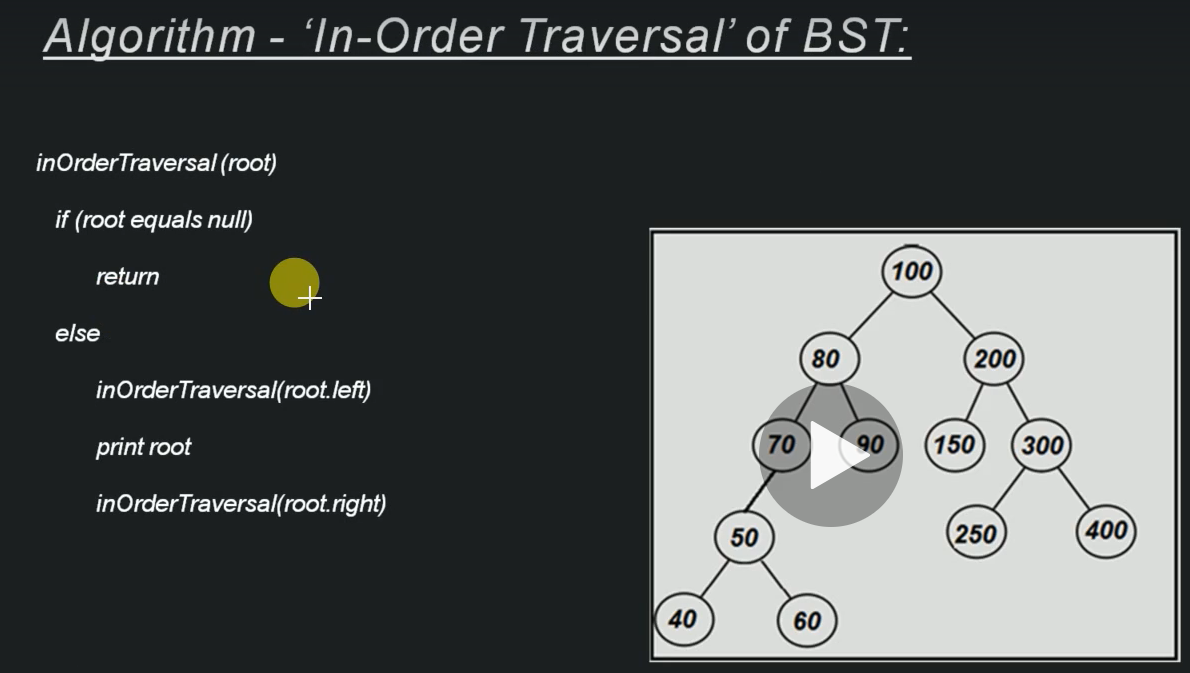 Algorithm - ‘In-Order Traversal’ of BST:
inOrderTraversal (root)
if (root equals null)
return
else
inOrderTraversal(root.left)
print root
inOrderTraversal(root.right)
100
80
200
70
90
150
300
50
250
400
40
60